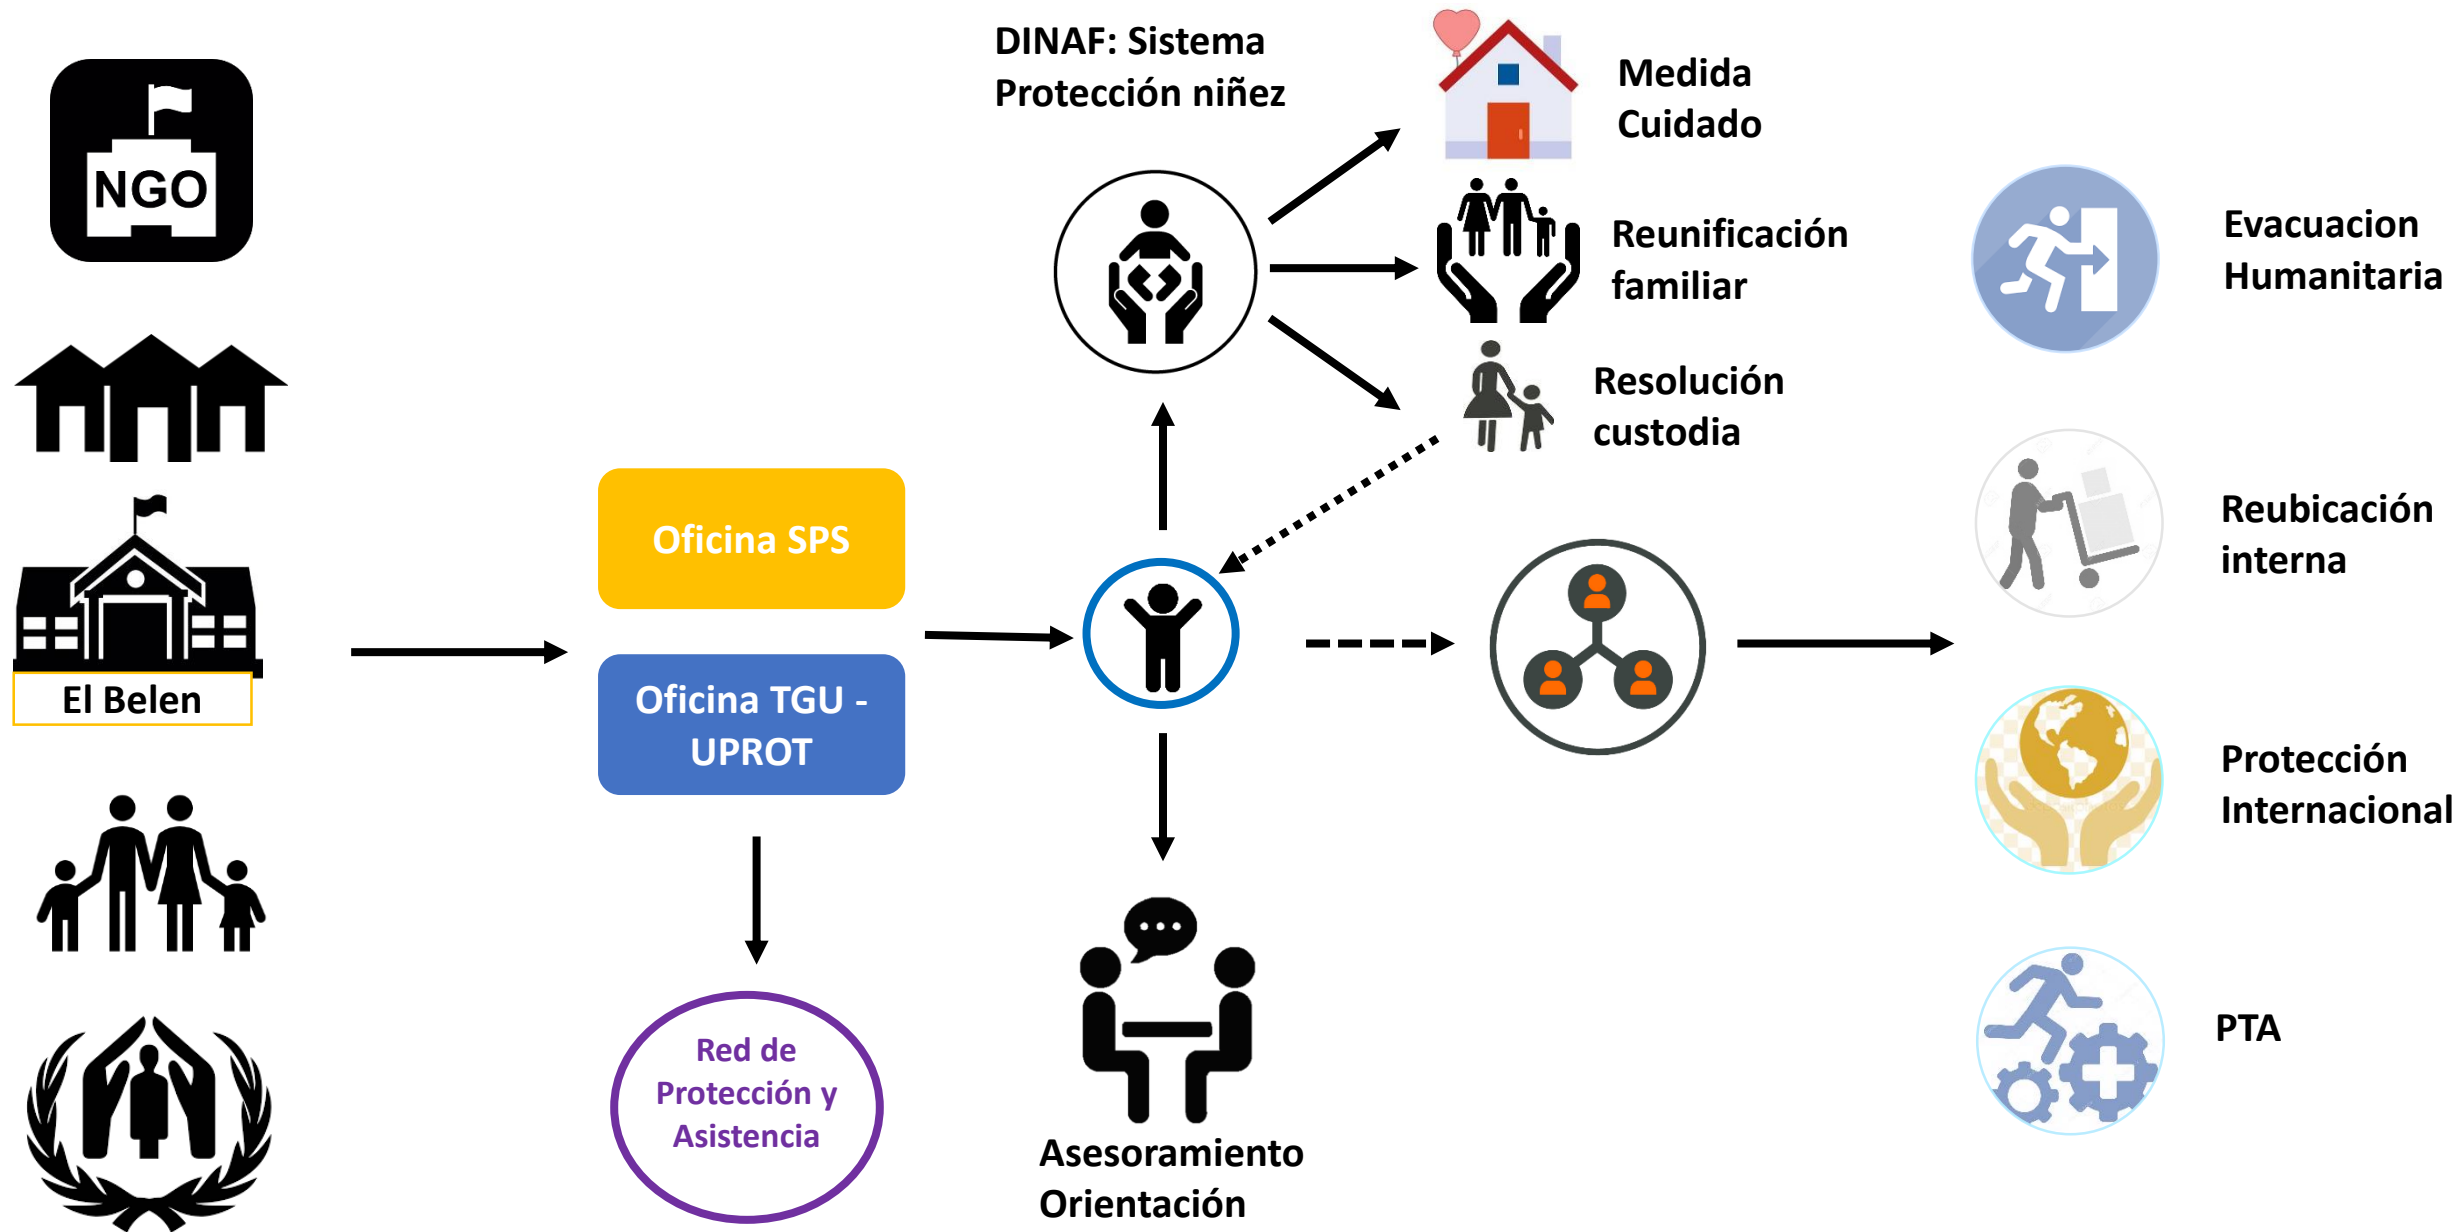 NGO
El Belen
Oficina SPS
Oficina TGU -
UPROT
Red de
Protección y
Asistencia
DINAF: Sistema
Protección niñez
Medida
Cuidado
Reunificación
familiar
Resolución
custodia
Asesoramiento
Orientación
Evacuacion
Humanitaria
Reubicación
interna
Protección
Internacional
PTA